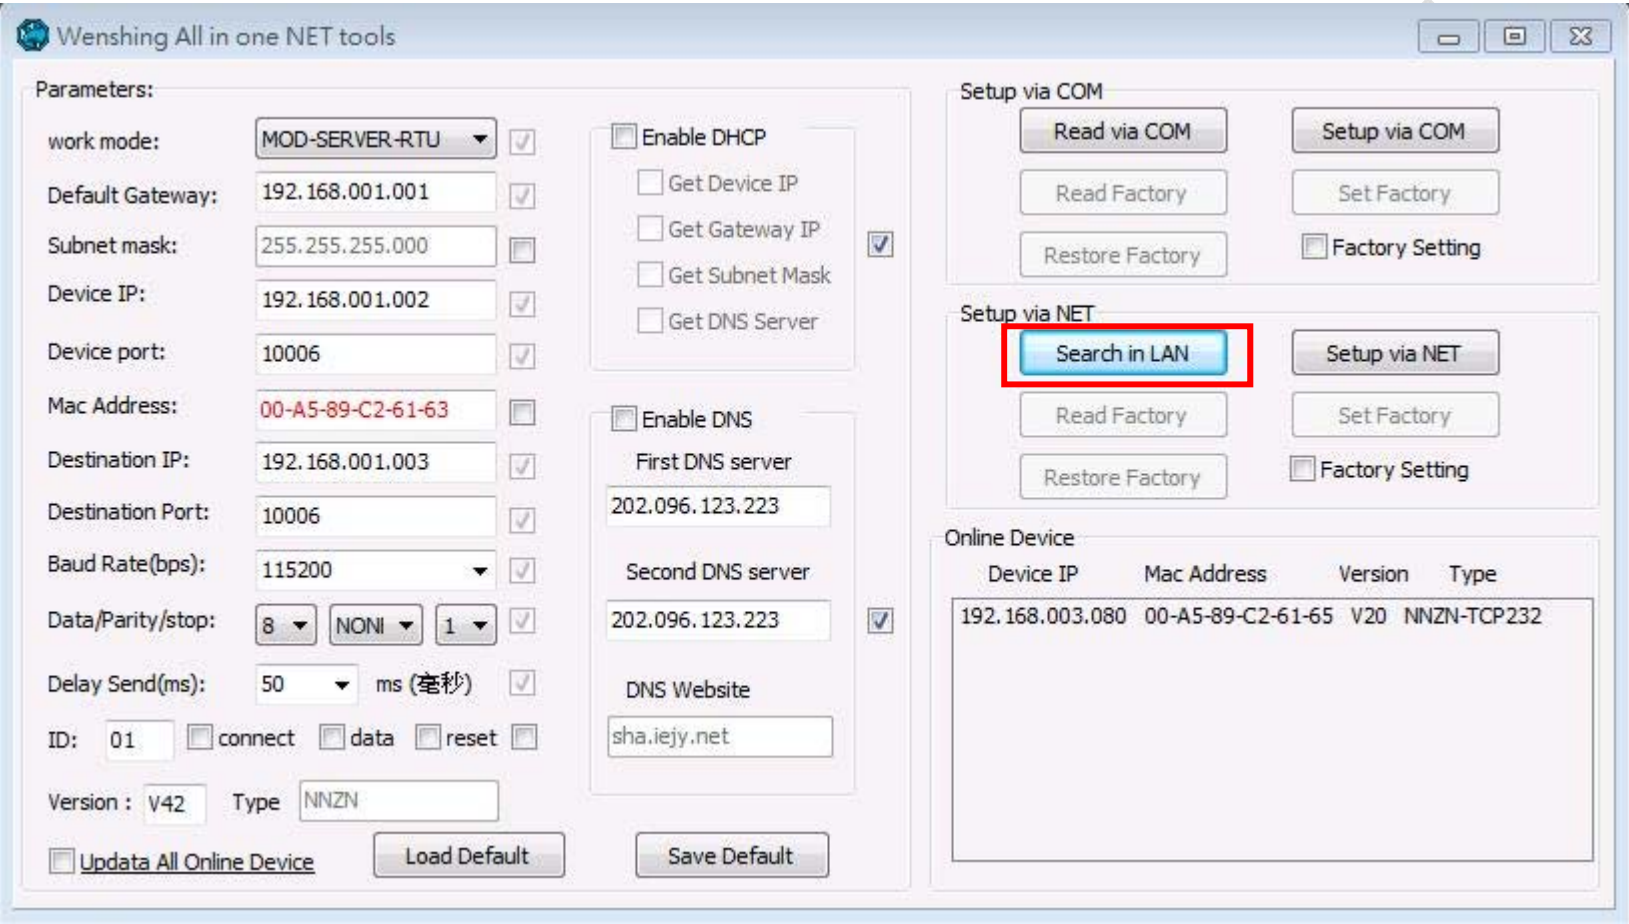 Wenshing All in one NET tools
Parameters:
work mode: MOD-SERVER-RTU
Default Gateway: 192.168.001.001
Subnet mask: 255.255.255.000
Device IP: 192.168.001.002
Device port: 10006
Mac Address: 00-A5-89-C2-61-63
Destination IP: 192.168.001.003
Destination Port: 10006
Baud Rate(bps): 115200
Data/Parity/stop: 8 NONI 1
Delay Send(ms): 50 ms (毫秒)
ID: 01 connect data reset
Version : V42 Type NNZN
Updata All Online Device Load Default Save Default
Enable DHCP
Get Device IP
Get Gateway IP
Get Subnet Mask
Get DNS Server
Enable DNS
First DNS server
202.096.123.223
Second DNS server
202.096.123.223
DNS Website
sha.iejy.net
Setup via COM
Read via COM Setup via COM
Read Factory Set Factory
Restore Factory Factory Setting
Setup via NET
Search in LAN Setup via NET
Read Factory Set Factory
Restore Factory Factory Setting
Online Device
Device IP Mac Address Version Type
192.168.003.080 00-A5-89-C2-61-65 V20 NNZN-TCP232